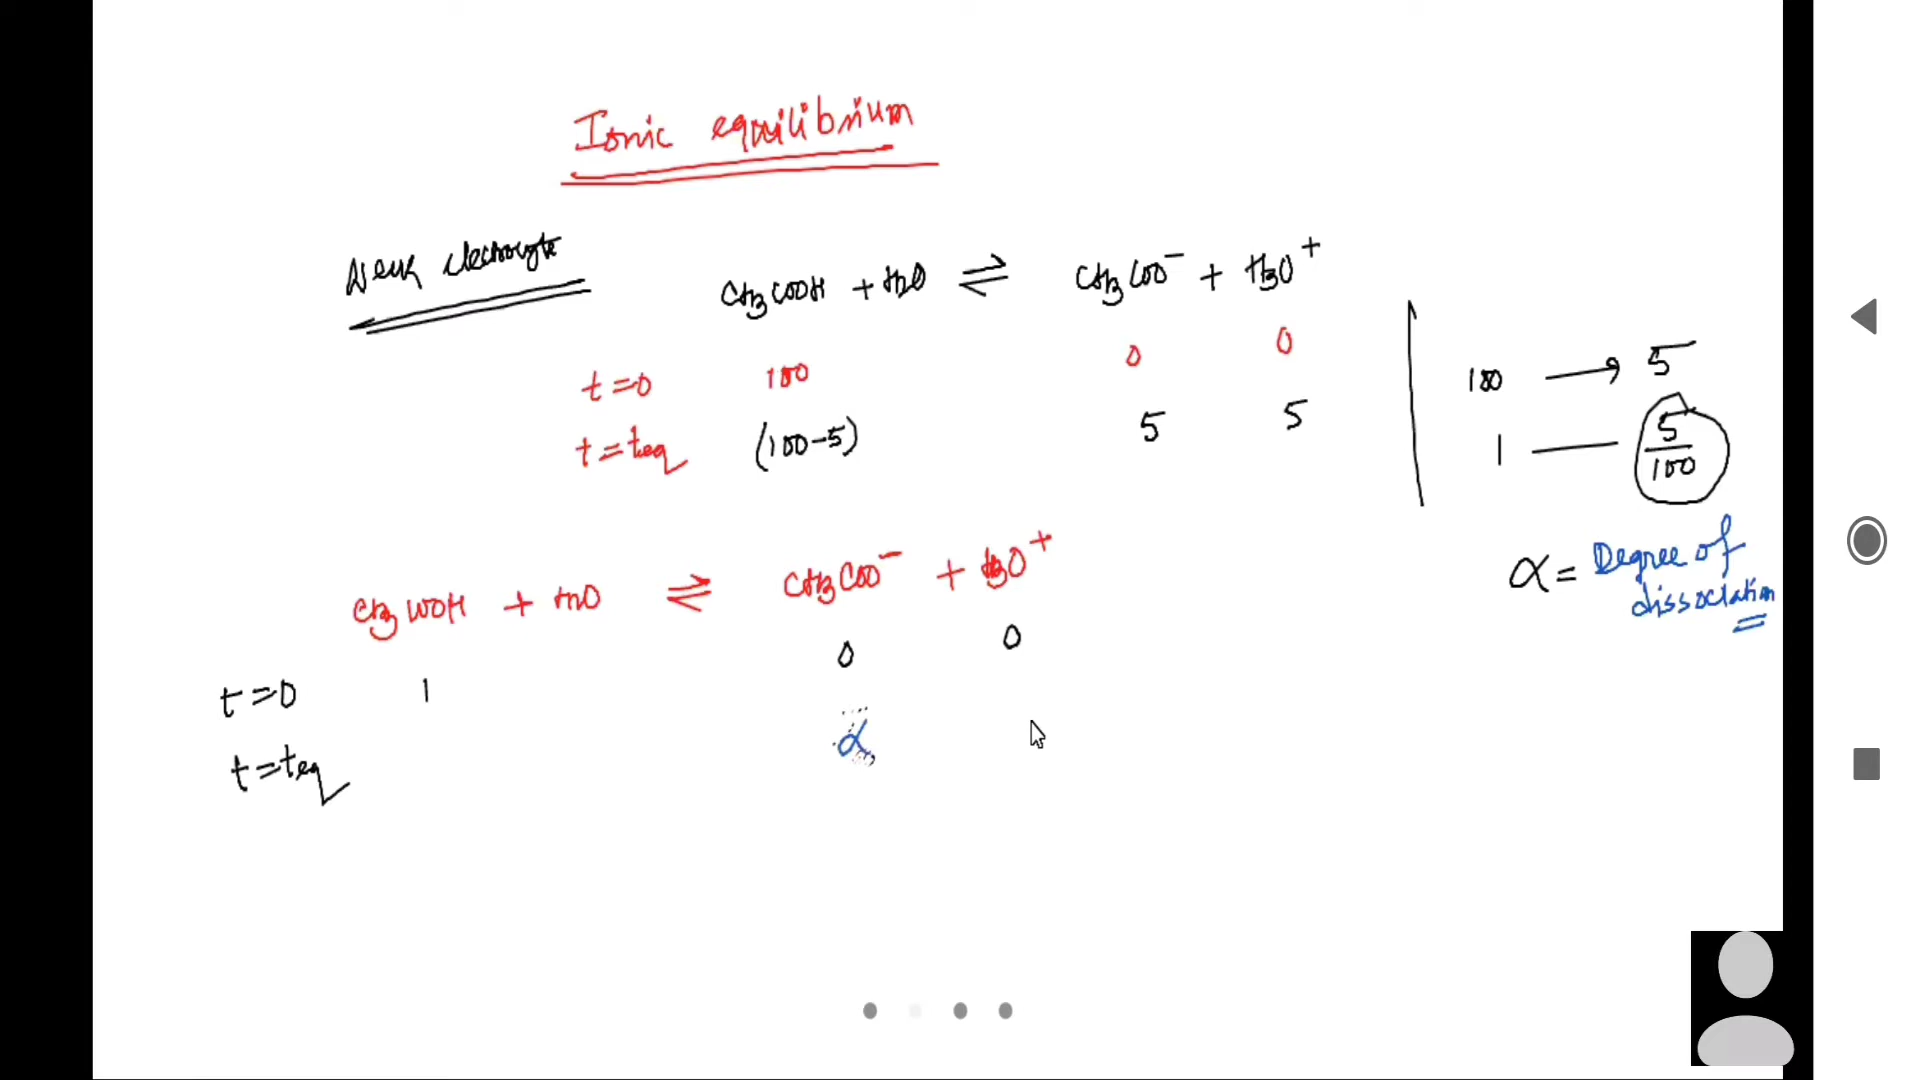 Ionic equilibrium
Weak electrolyte
CH3COOH + H2O ⇌ CH3COO⁻ + H3O⁺
t=0 100 0 0
t=teq (100-5) 5 5
100 → 5
1 — 5/100
α = Degree of dissociation
CH3COOH + H2O ⇌ CH3COO⁻ + H3O⁺
t=0 1 0 0
t=teq α